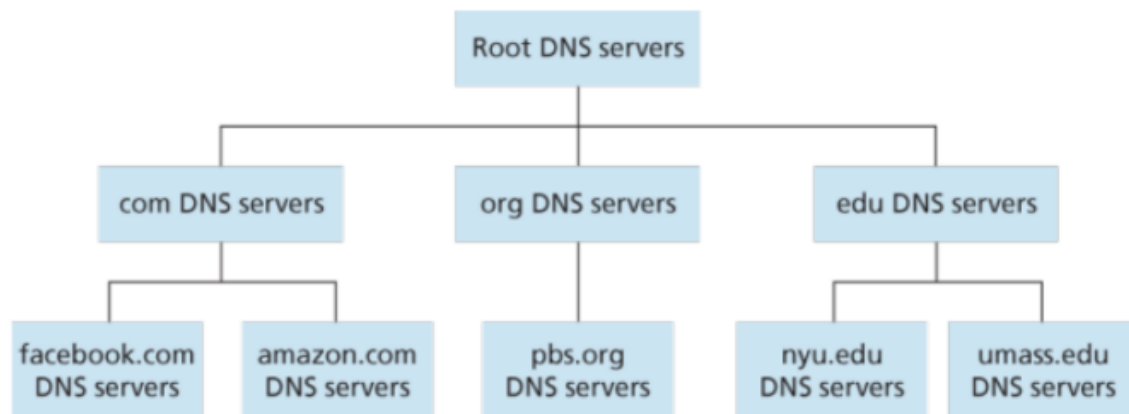 Root DNS servers
com DNS servers
org DNS servers
edu DNS servers
facebook.com
DNS servers
amazon.com
DNS servers
pbs.org
DNS servers
nyu.edu
DNS servers
umass.edu
DNS servers